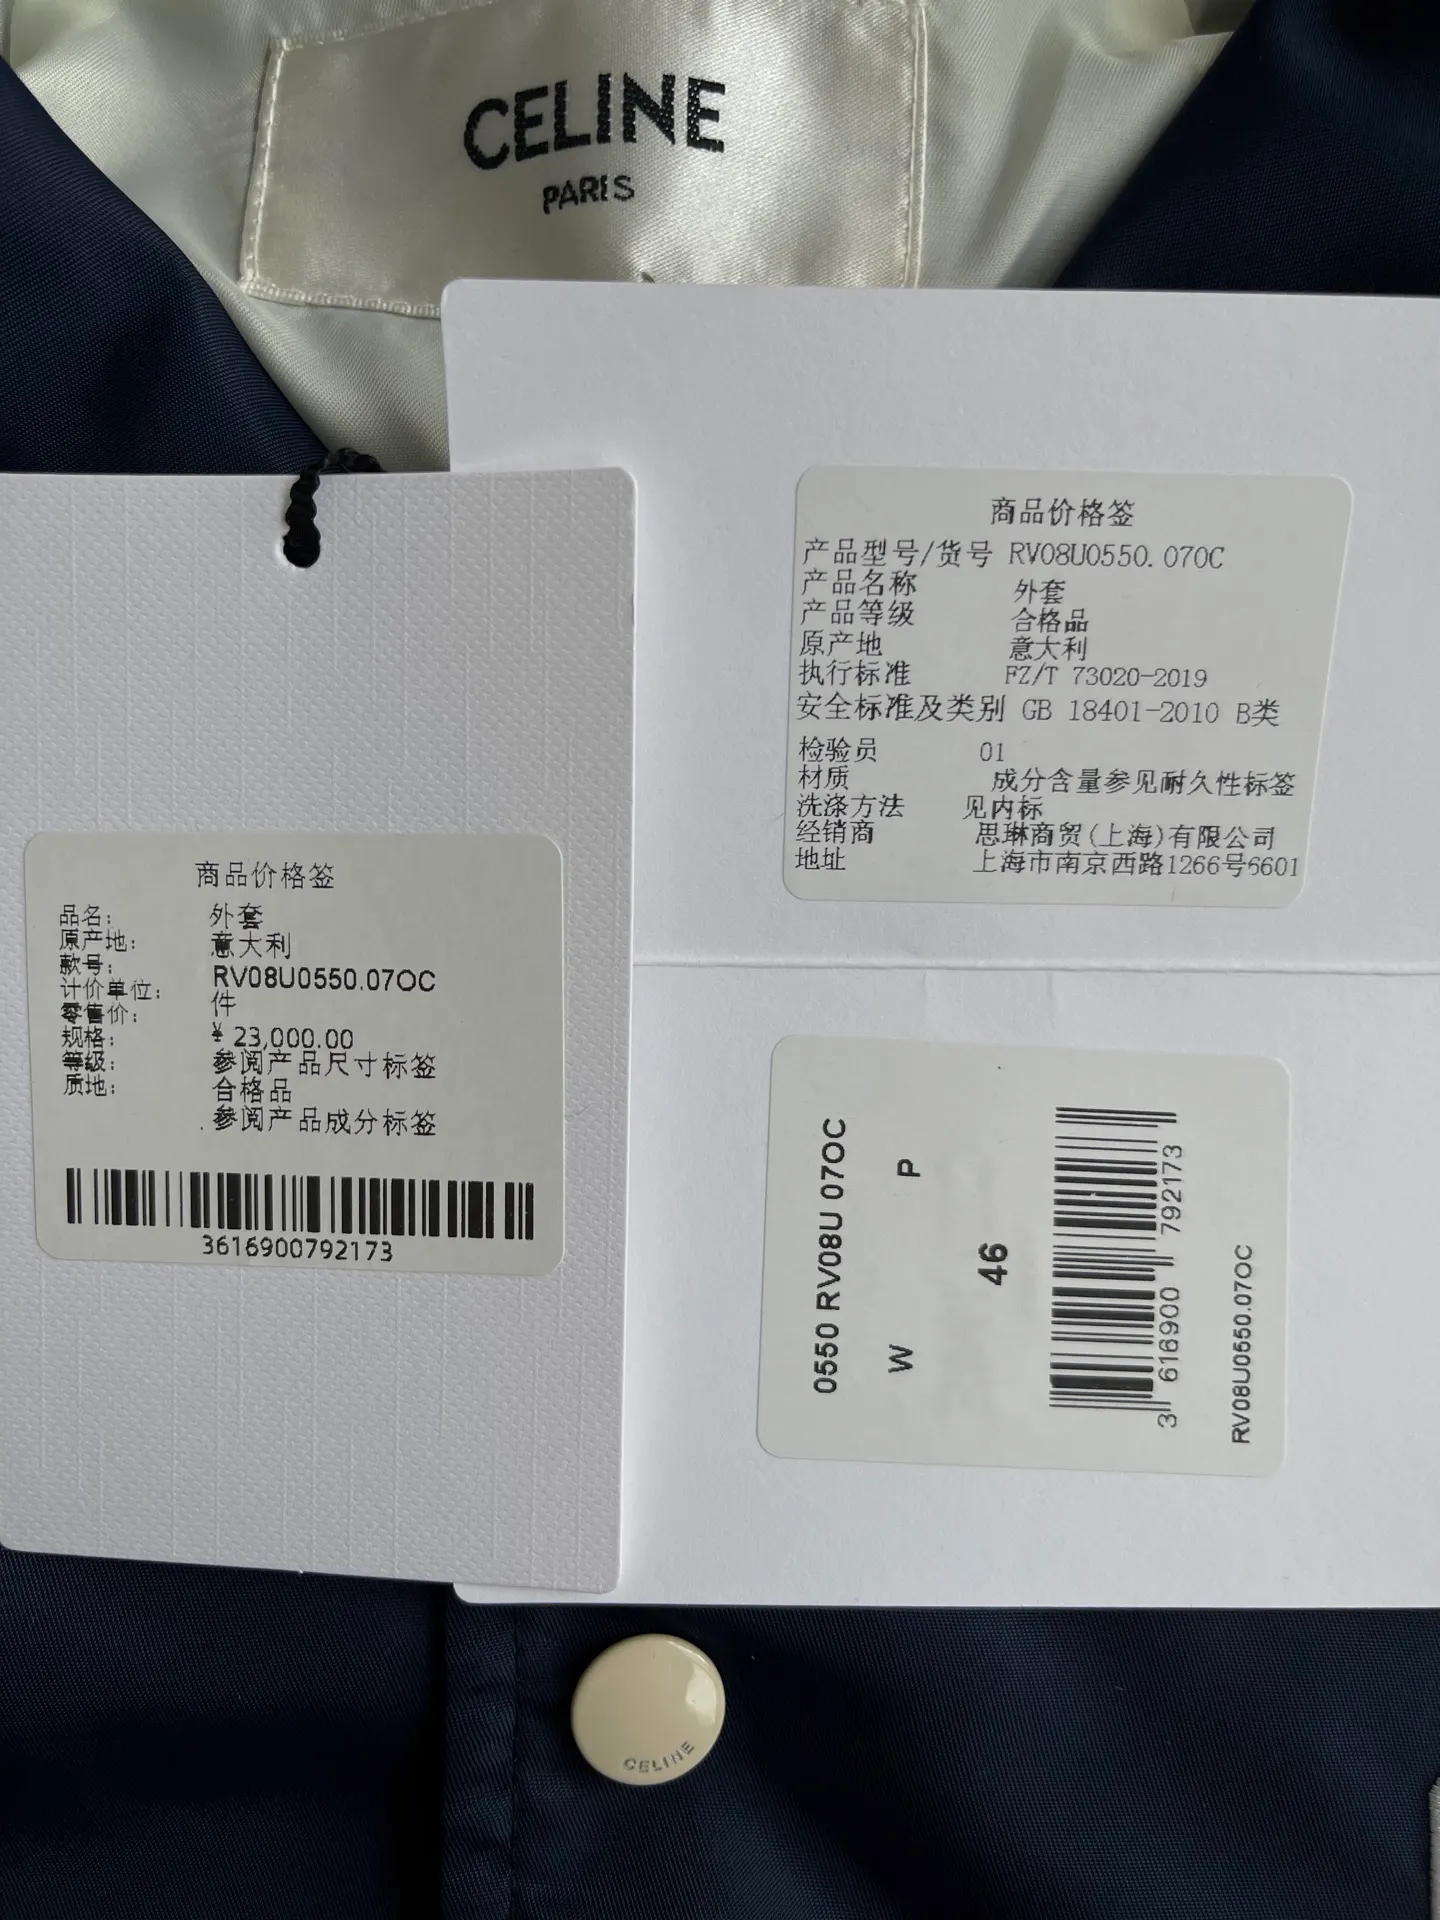 CELINE
PARIS
商品价格签
产品型号/货号 RV08U0550.07OC
产品名称 外套
产品等级 合格品
原产地 意大利
执行标准 FZ/T 73020-2019
安全标准及类别 GB 18401-2010 B类
检验员 01
材质 成分含量参见耐久性标签
洗涤方法 见内标
经销商 思琳商贸(上海)有限公司
地址 上海市南京西路1266号6601
商品价格签
品名: 外套
原产地: 意大利
款号: RV08U0550.07OC
计价单位: 件
零售价: ¥ 23,000.00
规格: 参阅产品尺寸标签
等级: 合格品
质地: 参阅产品成分标签
3616900792173
0550 RV08U 07OC
W P
46
3 616900 792173
RV08U0550.07OC
CELINE